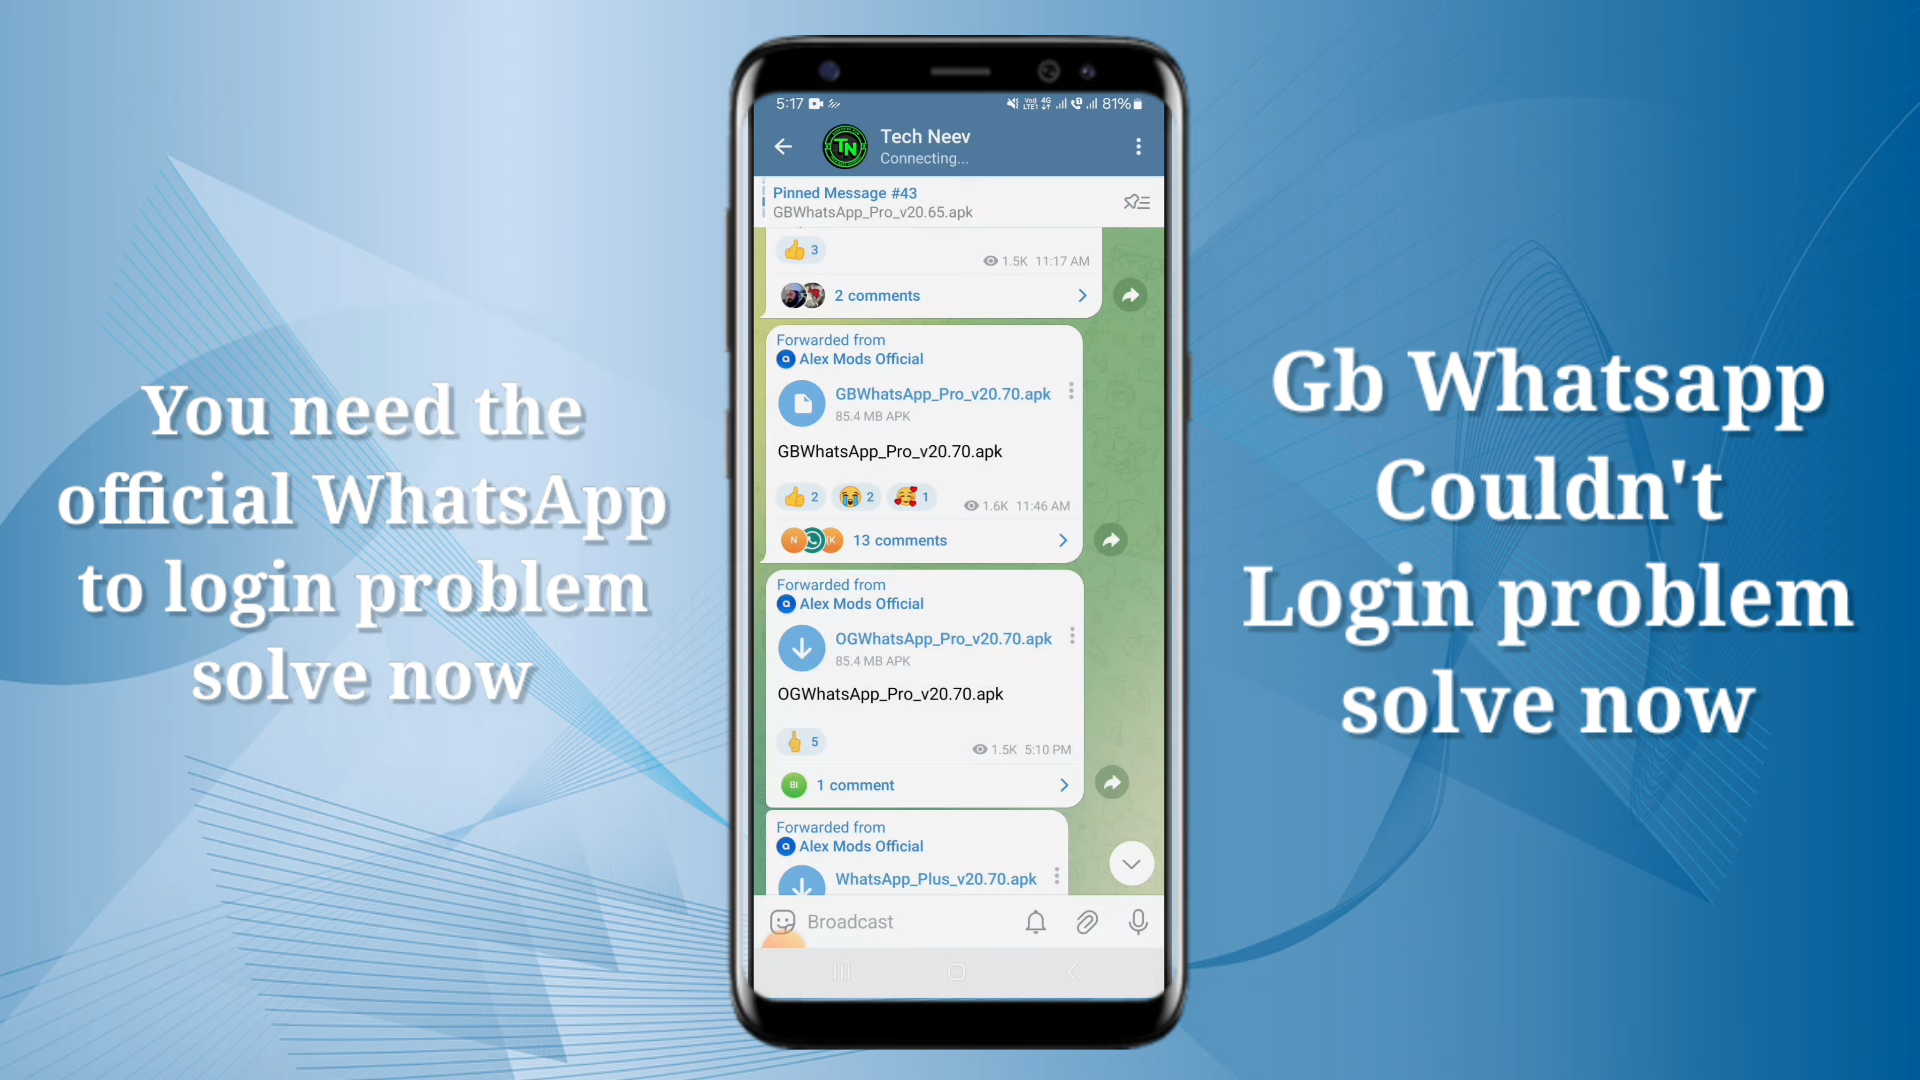 You need the
official WhatsApp
to login problem
solve now
5:17
81%
TN
Tech Neev
Connecting...
Pinned Message #43
GBWhatsApp_Pro_v20.65.apk
3
1.5K 11:17 AM
2 comments
Forwarded from
Alex Mods Official
GBWhatsApp_Pro_v20.70.apk
85.4 MB APK
GBWhatsApp_Pro_v20.70.apk
2
2
1
1.6K 11:46 AM
N
K
13 comments
Forwarded from
Alex Mods Official
OGWhatsApp_Pro_v20.70.apk
85.4 MB APK
OGWhatsApp_Pro_v20.70.apk
5
1.5K 5:10 PM
BI
1 comment
Forwarded from
Alex Mods Official
WhatsApp_Plus_v20.70.apk
Broadcast
Gb Whatsapp
Couldn't
Login problem
solve now